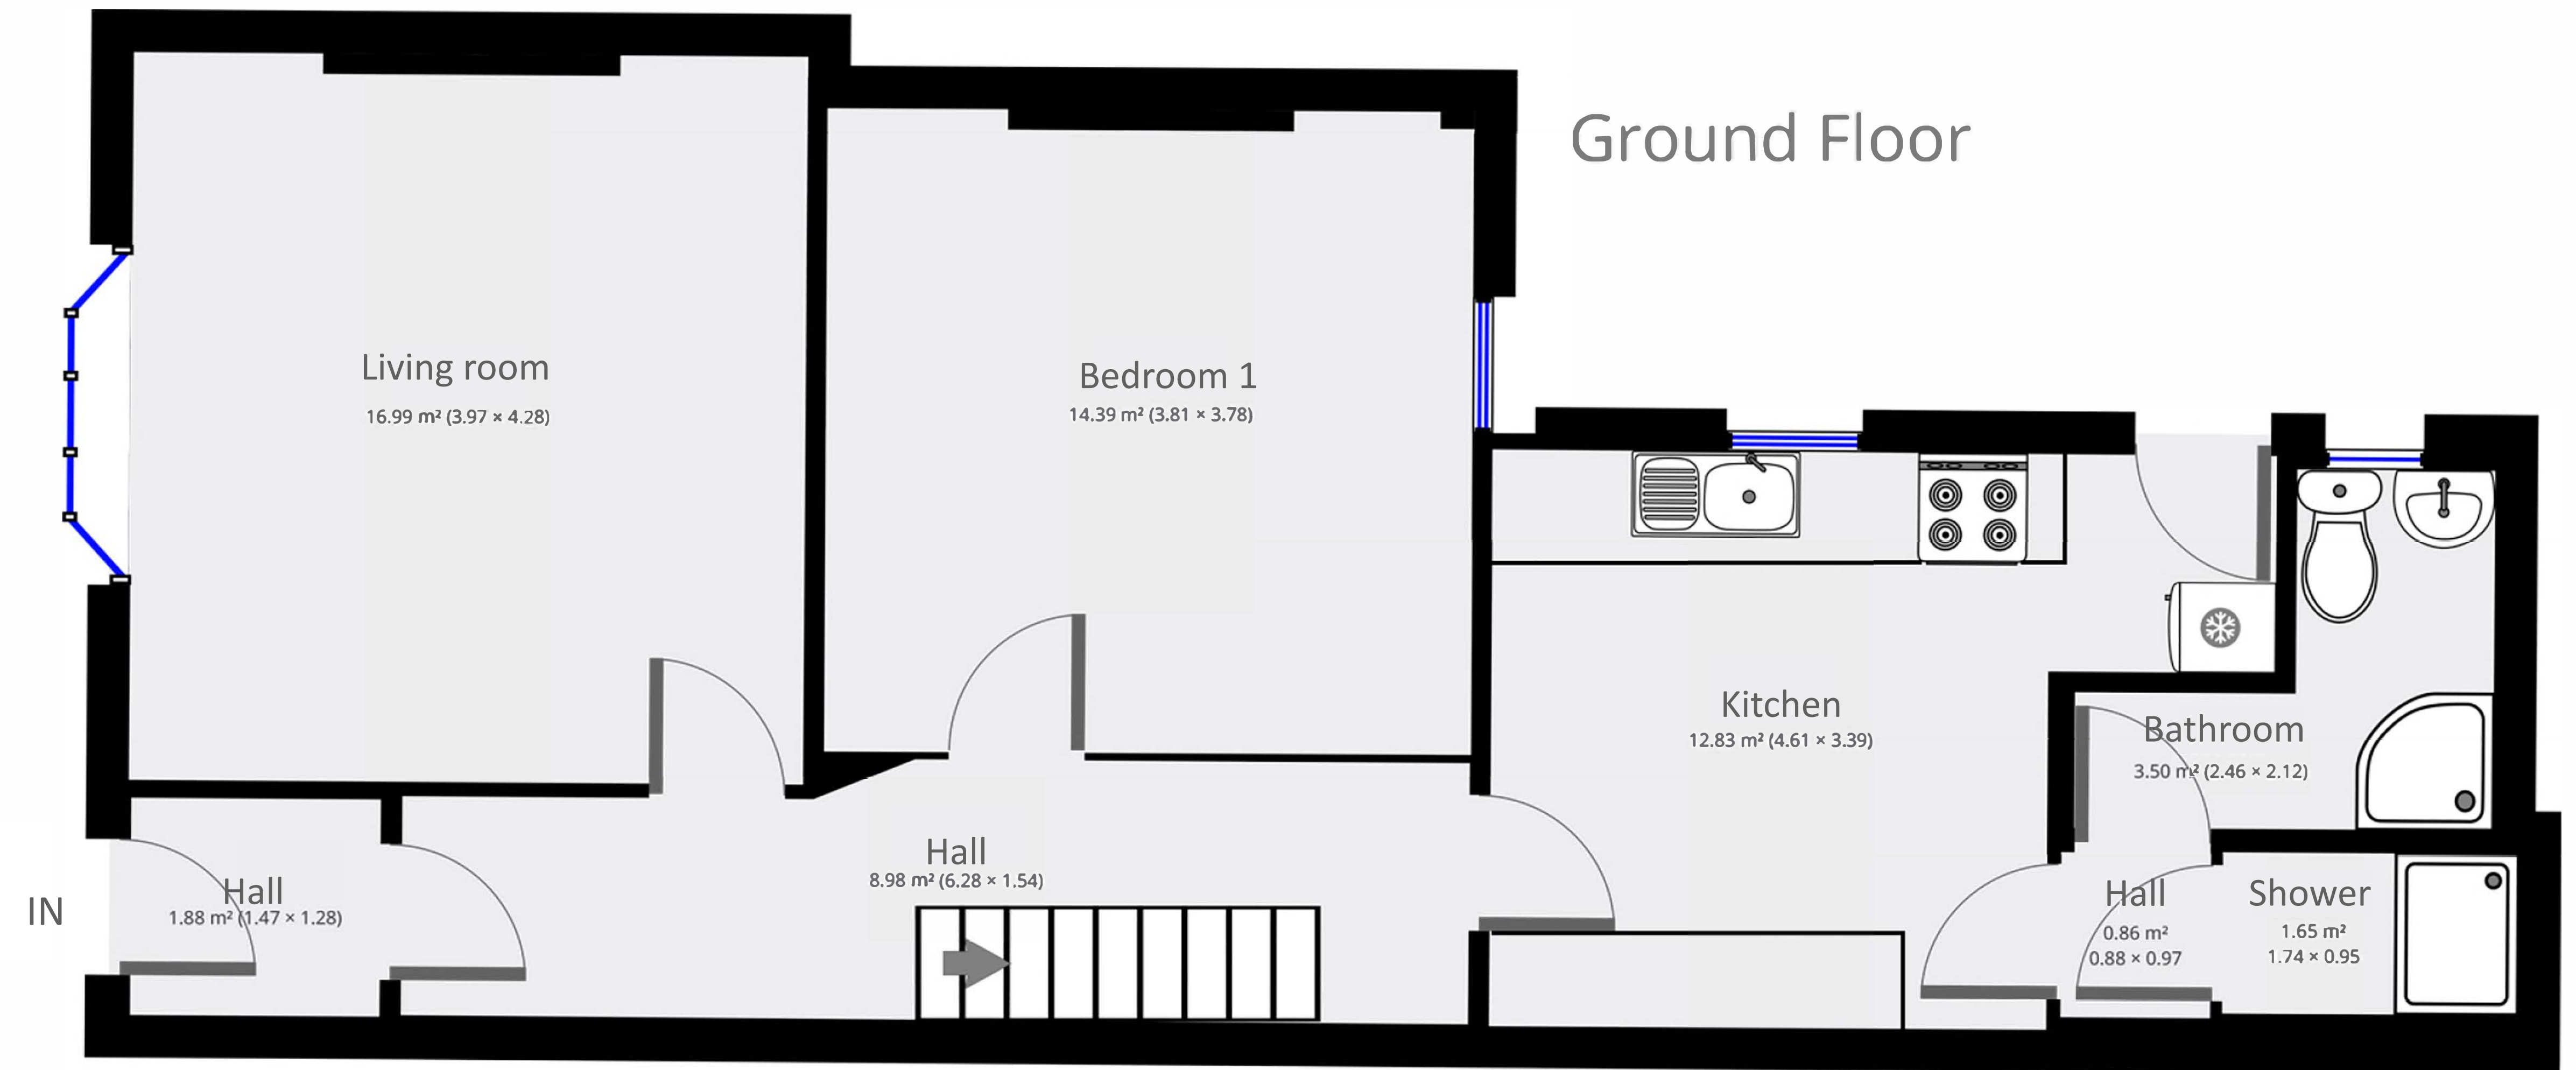 Ground Floor
Living room
16.99 m² (3.97 × 4.28)
Bedroom 1
14.39 m² (3.81 × 3.78)
Kitchen
12.83 m² (4.61 × 3.39)
Bathroom
3.50 m² (2.46 × 2.12)
Hall
8.98 m² (6.28 × 1.54)
IN
Hall
1.88 m² (1.47 × 1.28)
Hall
0.86 m²
0.88 × 0.97
Shower
1.65 m²
1.74 × 0.95